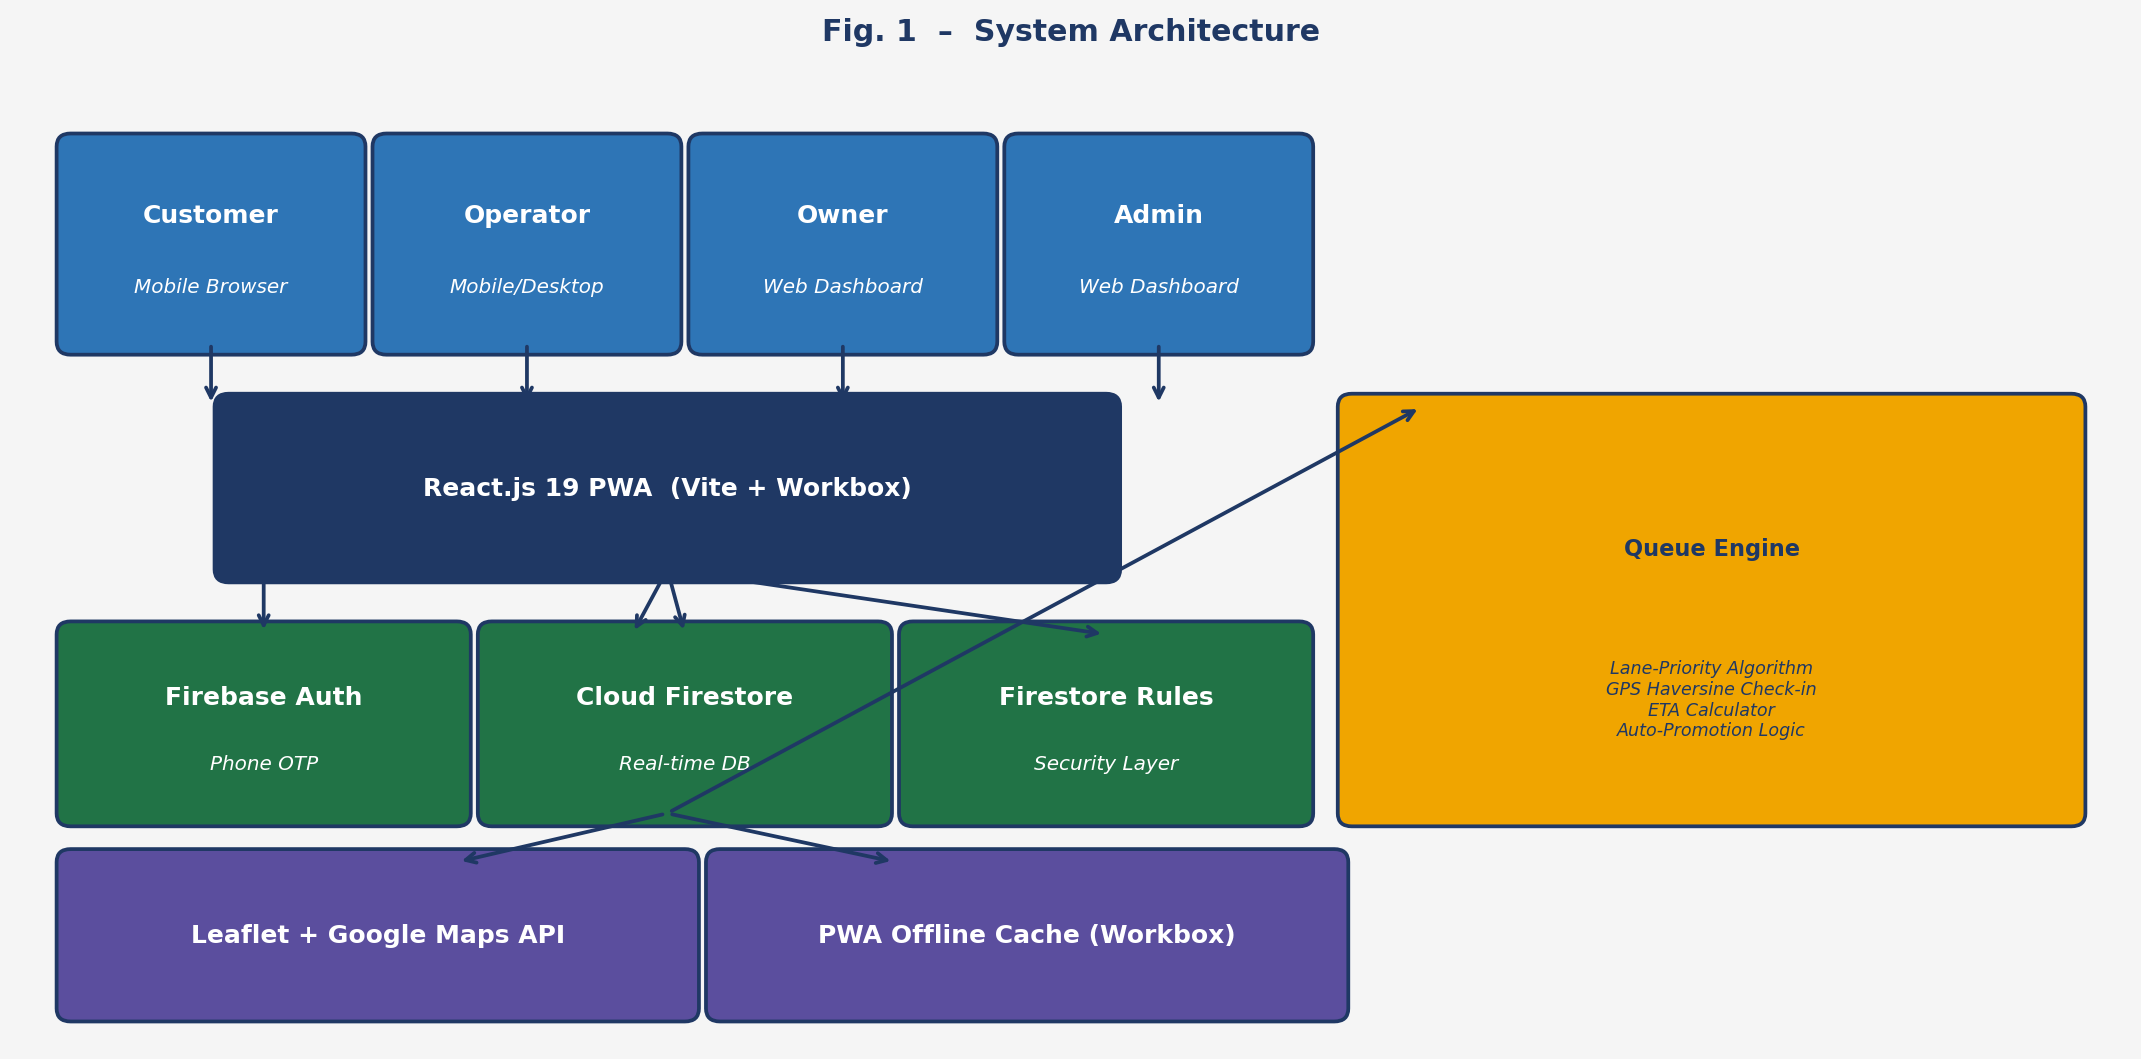 Fig. 1 – System Architecture
Customer
Mobile Browser
Operator
Mobile/Desktop
Owner
Web Dashboard
Admin
Web Dashboard
React.js 19 PWA (Vite + Workbox)
Queue Engine
Lane-Priority Algorithm
GPS Haversine Check-in
ETA Calculator
Auto-Promotion Logic
Firebase Auth
Phone OTP
Cloud Firestore
Real-time DB
Firestore Rules
Security Layer
Leaflet + Google Maps API
PWA Offline Cache (Workbox)